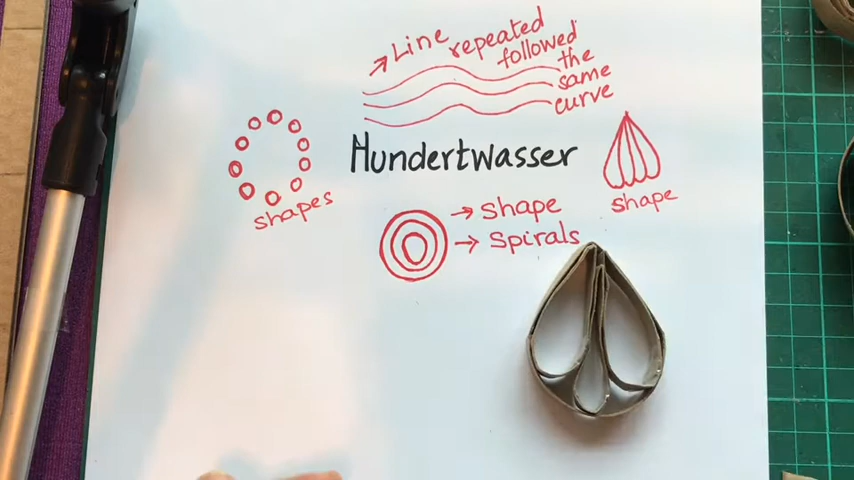 Line repeated
followed
the
same
curve
Hundertwasser
shapes
shape
Shape
Spirals